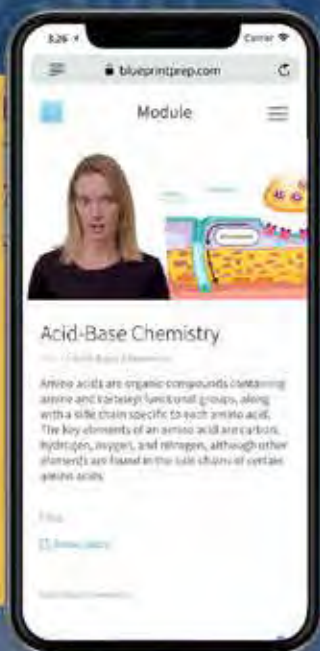 3:26
Carrier
blueprintprep.com
Module
Acid-Base Chemistry
Amino acids are organic compounds containing
amine and carboxyl functional groups, along
with a side chain specific to each amino acid.
The key elements of an amino acid are carbon,
hydrogen, oxygen, and nitrogen, although other
elements are found in the side chains of certain
amino acids.